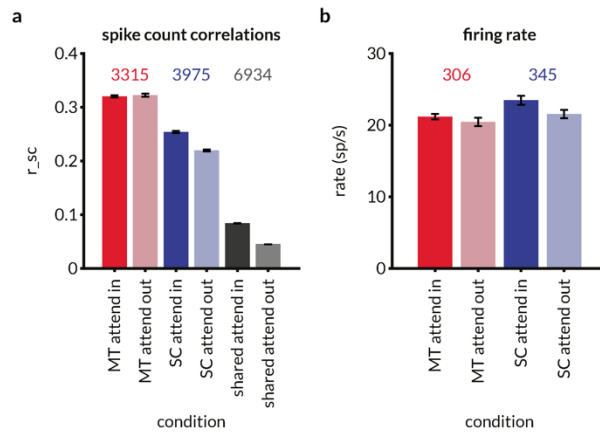 a
spike count correlations
3315 3975 6934
0.4
0.3
0.2
0.1
0
r_sc
MT attend in
MT attend out
SC attend in
SC attend out
shared attend in
shared attend out
condition
b
firing rate
306 345
30
20
10
0
rate (sp/s)
MT attend in
MT attend out
SC attend in
SC attend out
condition